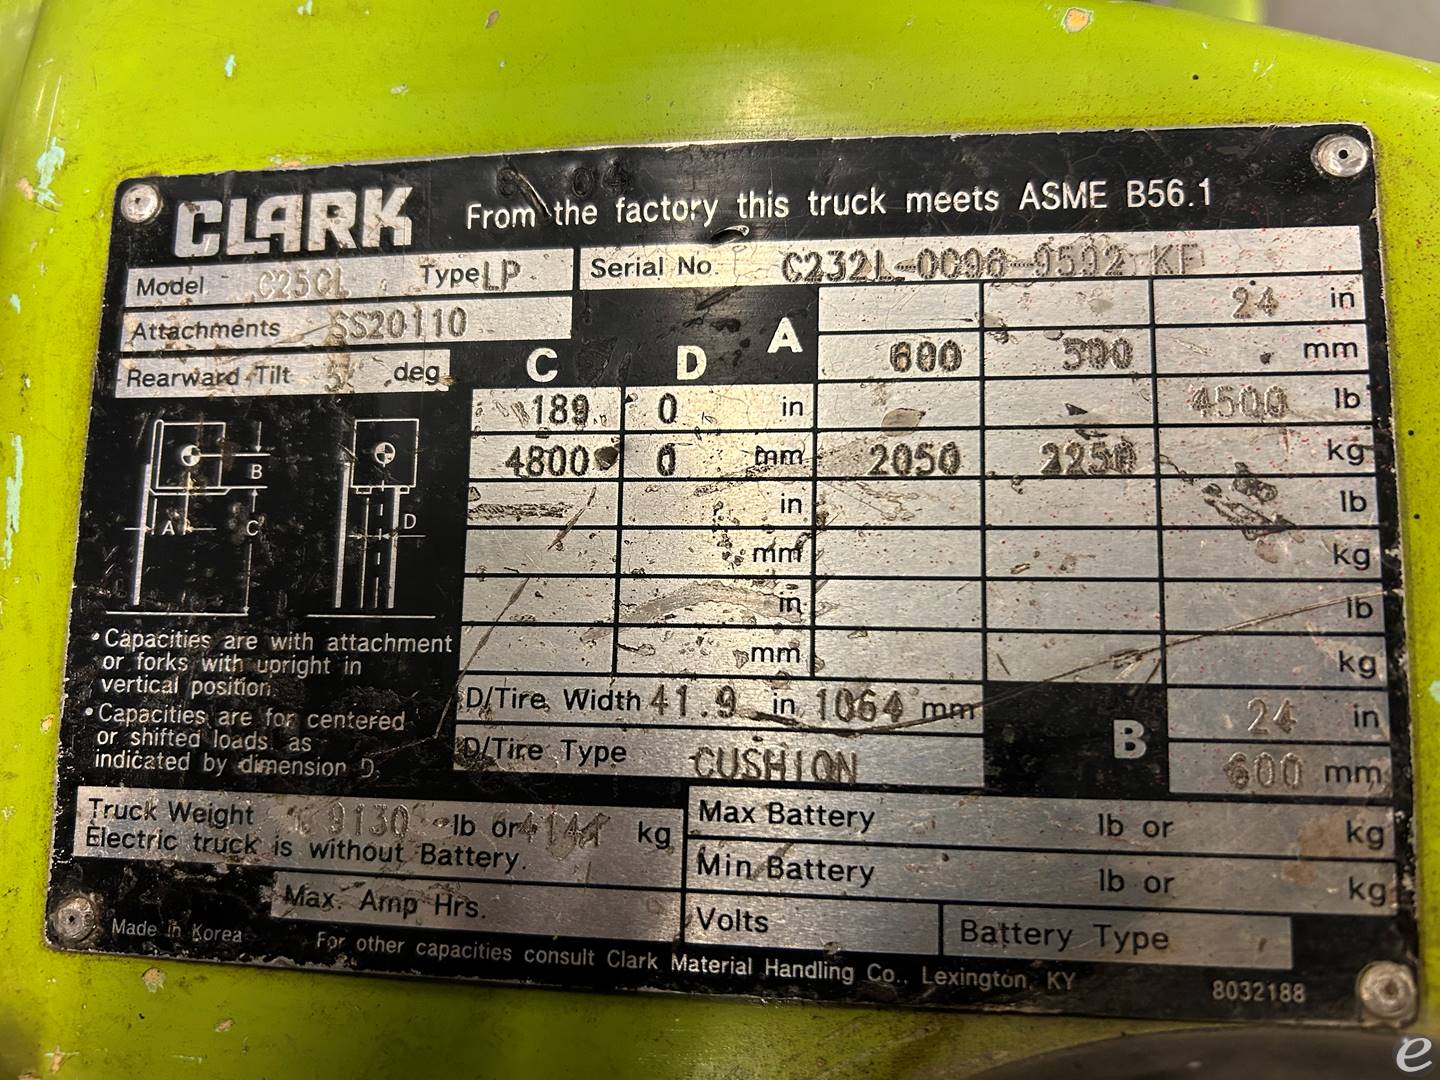 CLARK From the factory this truck meets ASME B56.1
Model C25CL Type LP Serial No. C232L-0096-9592 KF
Attachments SS20110
Rearward Tilt 5 deg
C D A 24 in
600 500 mm
189 0 in 4500 lb
4800 0 mm 2050 2250 kg
in lb
mm kg
in lb
mm kg
A B C D
• Capacities are with attachment
or forks with upright in
vertical position.
• Capacities are for centered
or shifted loads as
indicated by dimension D.
D/Tire Width 41.9 in 1064 mm
D/Tire Type CUSHION
B 24 in
600 mm
Truck Weight 9130 lb or 4141 kg
Electric truck is without Battery.
Max. Amp Hrs.
Max Battery lb or kg
Min Battery lb or kg
Volts Battery Type
Made in Korea
For other capacities consult Clark Material Handling Co., Lexington, KY
8032188
e